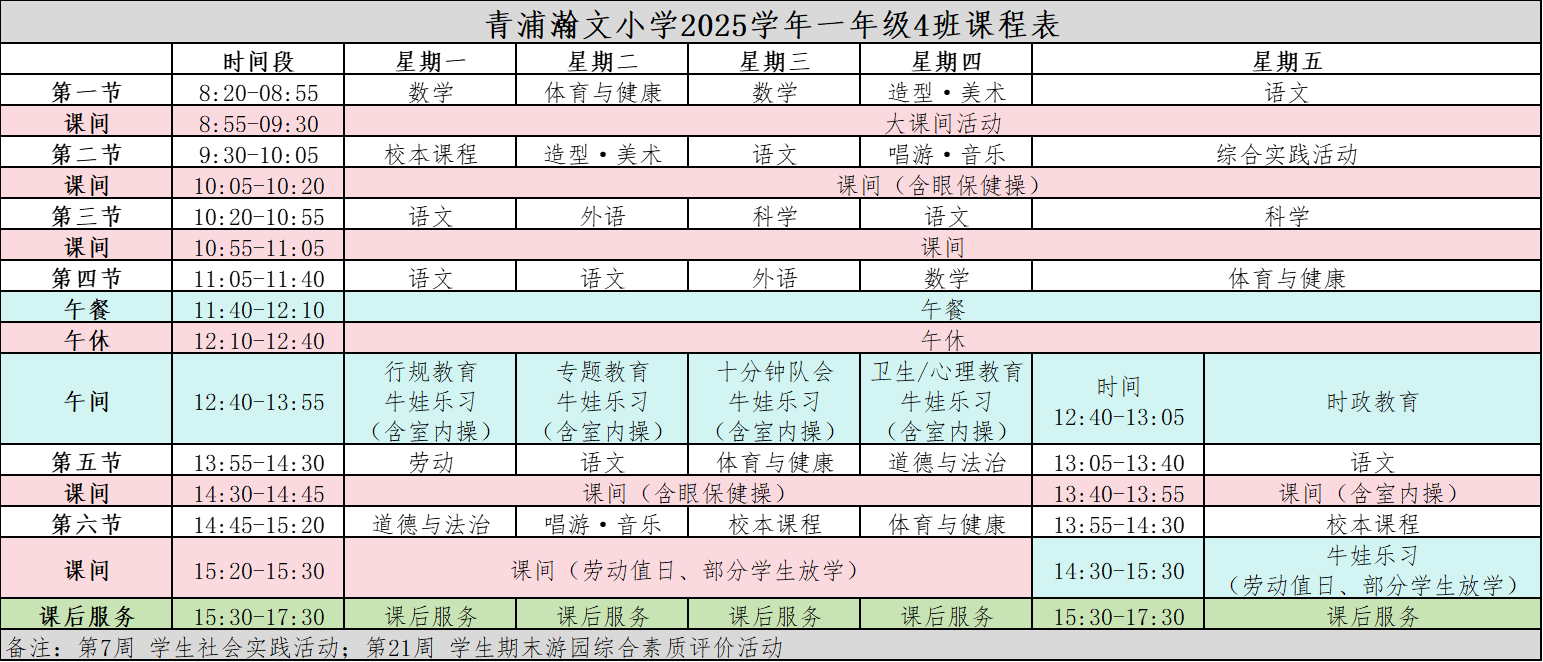 青浦瀚文小学2025学年一年级4班课程表
时间段 星期一 星期二 星期三 星期四 星期五
第一节 8:20-08:55 数学 体育与健康 数学 造型·美术 语文
课间 8:55-09:30 大课间活动
第二节 9:30-10:05 校本课程 造型·美术 语文 唱游·音乐 综合实践活动
课间 10:05-10:20 课间（含眼保健操）
第三节 10:20-10:55 语文 外语 科学 语文 科学
课间 10:55-11:05 课间
第四节 11:05-11:40 语文 语文 外语 数学 体育与健康
午餐 11:40-12:10 午餐
午休 12:10-12:40 午休
午间 12:40-13:55
行规教育 专题教育 十分钟队会 卫生/心理教育
牛娃乐习 牛娃乐习 牛娃乐习 牛娃乐习
（含室内操） （含室内操） （含室内操） （含室内操）
时间
12:40-13:05
时政教育
第五节 13:55-14:30 劳动 语文 体育与健康 道德与法治 13:05-13:40 语文
课间 14:30-14:45 课间（含眼保健操） 13:40-13:55 课间（含室内操）
第六节 14:45-15:20 道德与法治 唱游·音乐 校本课程 体育与健康 13:55-14:30 校本课程
课间 15:20-15:30 课间（劳动值日、部分学生放学） 14:30-15:30
牛娃乐习
（劳动值日、部分学生放学）
课后服务 15:30-17:30 课后服务 课后服务 课后服务 课后服务 15:30-17:30 课后服务
备注：第7周 学生社会实践活动；第21周 学生期末游园综合素质评价活动